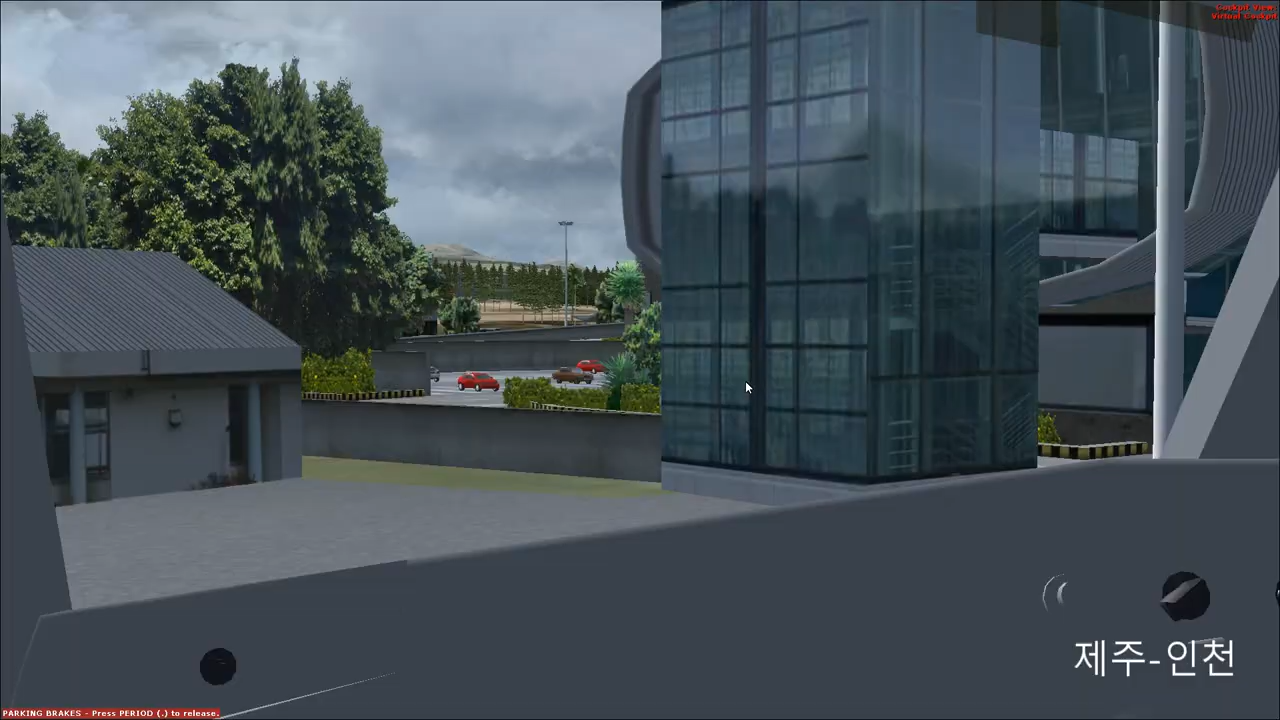 Cockpit View:
Virtual Cockpit
제주-인천
PARKING BRAKES - Press PERIOD (.) to release.